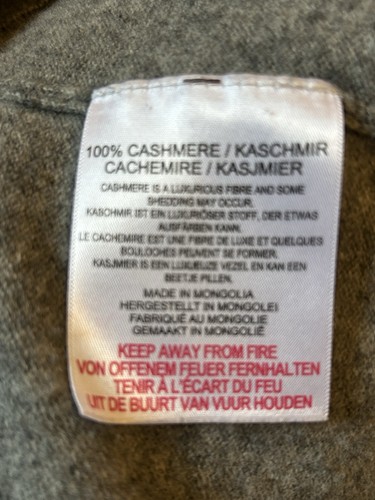 100% CASHMERE / KASCHMIR
CACHEMIRE / KASJMIER
CASHMERE IS A LUXURIOUS FIBRE AND SOME
SHEDDING MAY OCCUR.
KASCHMIR IST EIN LUXURIÖSER STOFF, DER ETWAS
AUSFÄRBEN KANN.
LE CACHEMIRE EST UNE FIBRE DE LUXE ET QUELQUES
BOULOCHES PEUVENT SE FORMER.
KASJMIER IS EEN LUXUEUZE VEZEL EN KAN EEN
BEETJE PILLEN.
MADE IN MONGOLIA
HERGESTELLT IN MONGOLEI
FABRIQUÉ AU MONGOLIE
GEMAAKT IN MONGOLIË
KEEP AWAY FROM FIRE
VON OFFENEM FEUER FERNHALTEN
TENIR À L'ÉCART DU FEU
UIT DE BUURT VAN VUUR HOUDEN